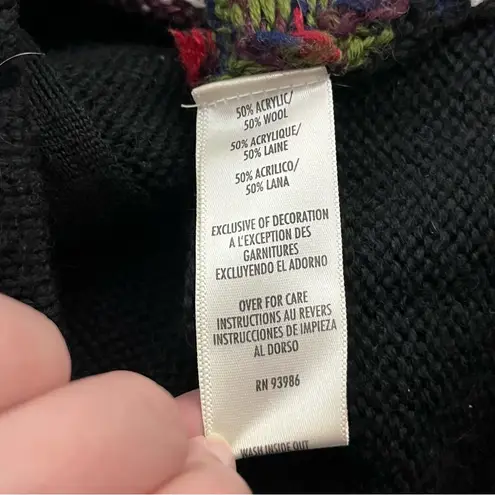 50% ACRYLIC/
50% WOOL
50% ACRYLIQUE/
50% LAINE
50% ACRILICO/
50% LANA
EXCLUSIVE OF DECORATION
A L'EXCEPTION DES
GARNITURES
EXCLUYENDO EL ADORNO
OVER FOR CARE
INSTRUCTIONS AU REVERS
INSTRUCCIONES DE IMPIEZA
AL DORSO
RN 93986
WASH INSIDE OUT